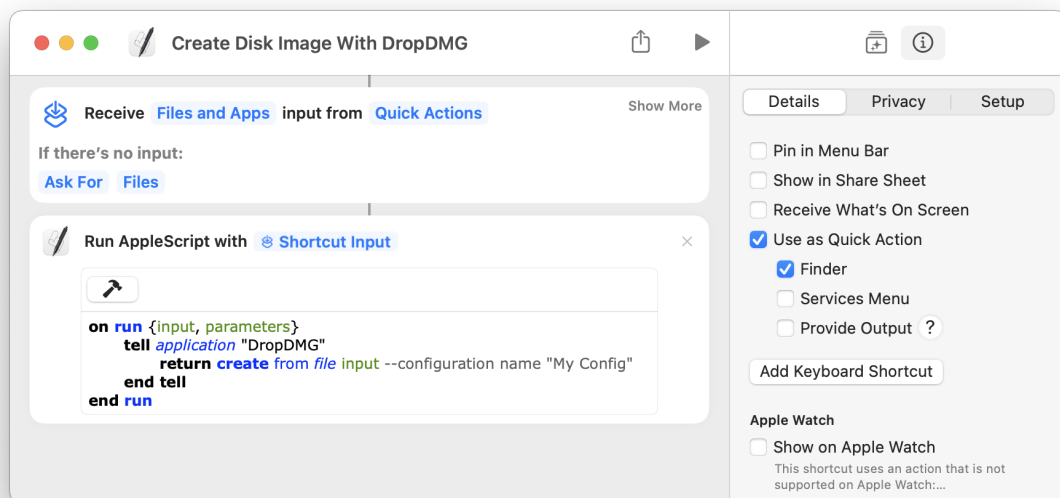 Create Disk Image With DropDMG
Receive Files and Apps input from Quick Actions
Show More
If there's no input:
Ask For Files
Run AppleScript with Shortcut Input
on run {input, parameters}
tell application "DropDMG"
return create from file input --configuration name "My Config"
end tell
end run
Details Privacy Setup
Pin in Menu Bar
Show in Share Sheet
Receive What's On Screen
Use as Quick Action
Finder
Services Menu
Provide Output ?
Add Keyboard Shortcut
Apple Watch
Show on Apple Watch
This shortcut uses an action that is not
supported on Apple Watch:...